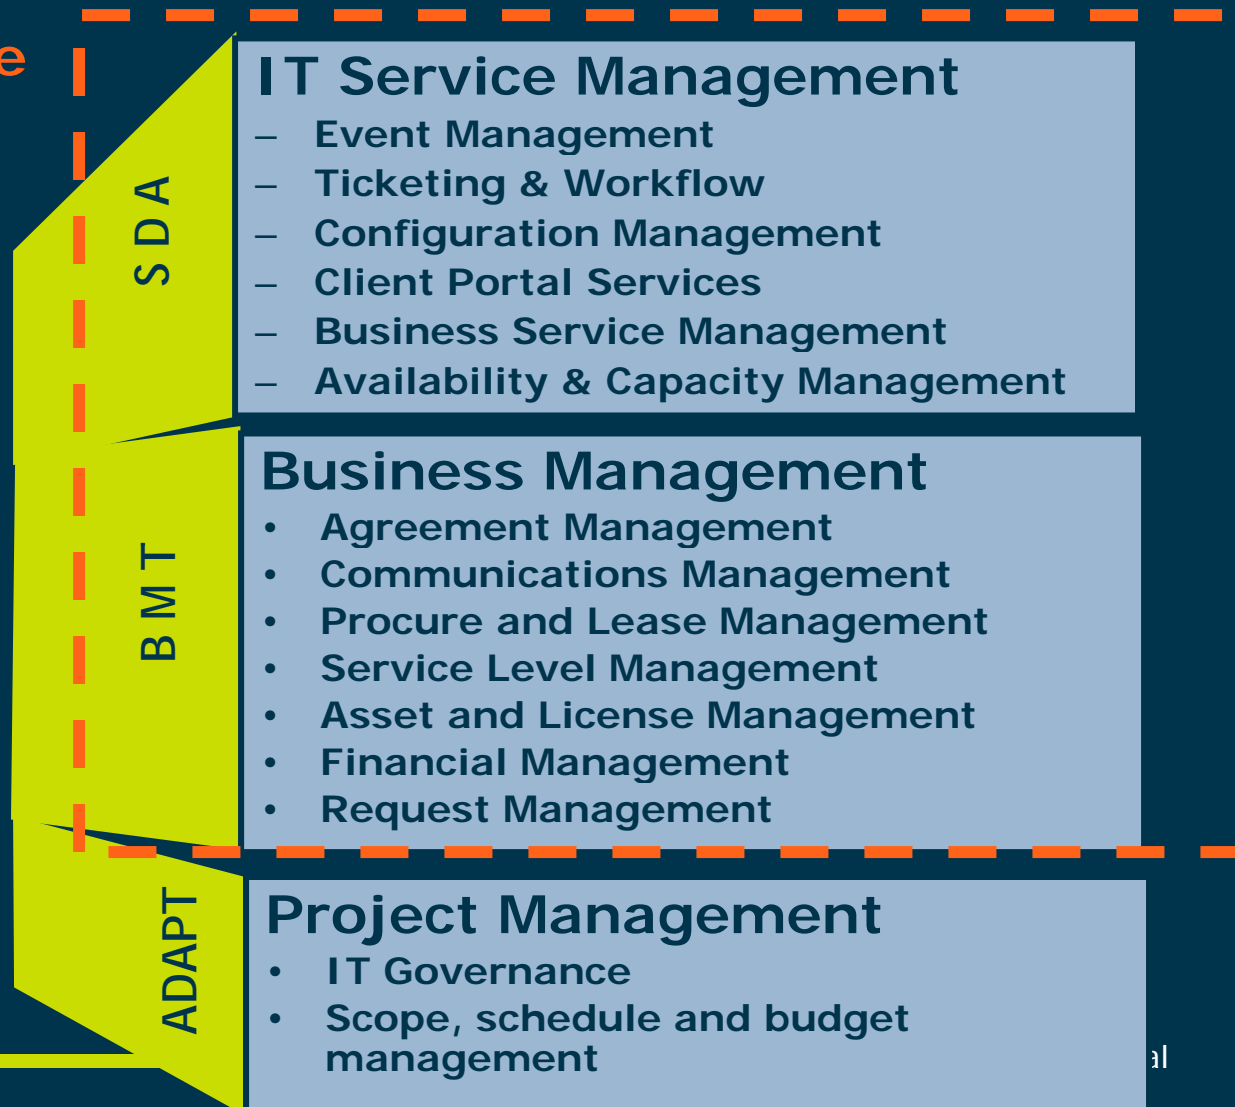 e
SDA
IT Service Management
– Event Management
– Ticketing & Workflow
– Configuration Management
– Client Portal Services
– Business Service Management
– Availability & Capacity Management
BMT
Business Management
• Agreement Management
• Communications Management
• Procure and Lease Management
• Service Level Management
• Asset and License Management
• Financial Management
• Request Management
ADAPT
Project Management
• IT Governance
• Scope, schedule and budget
management
al